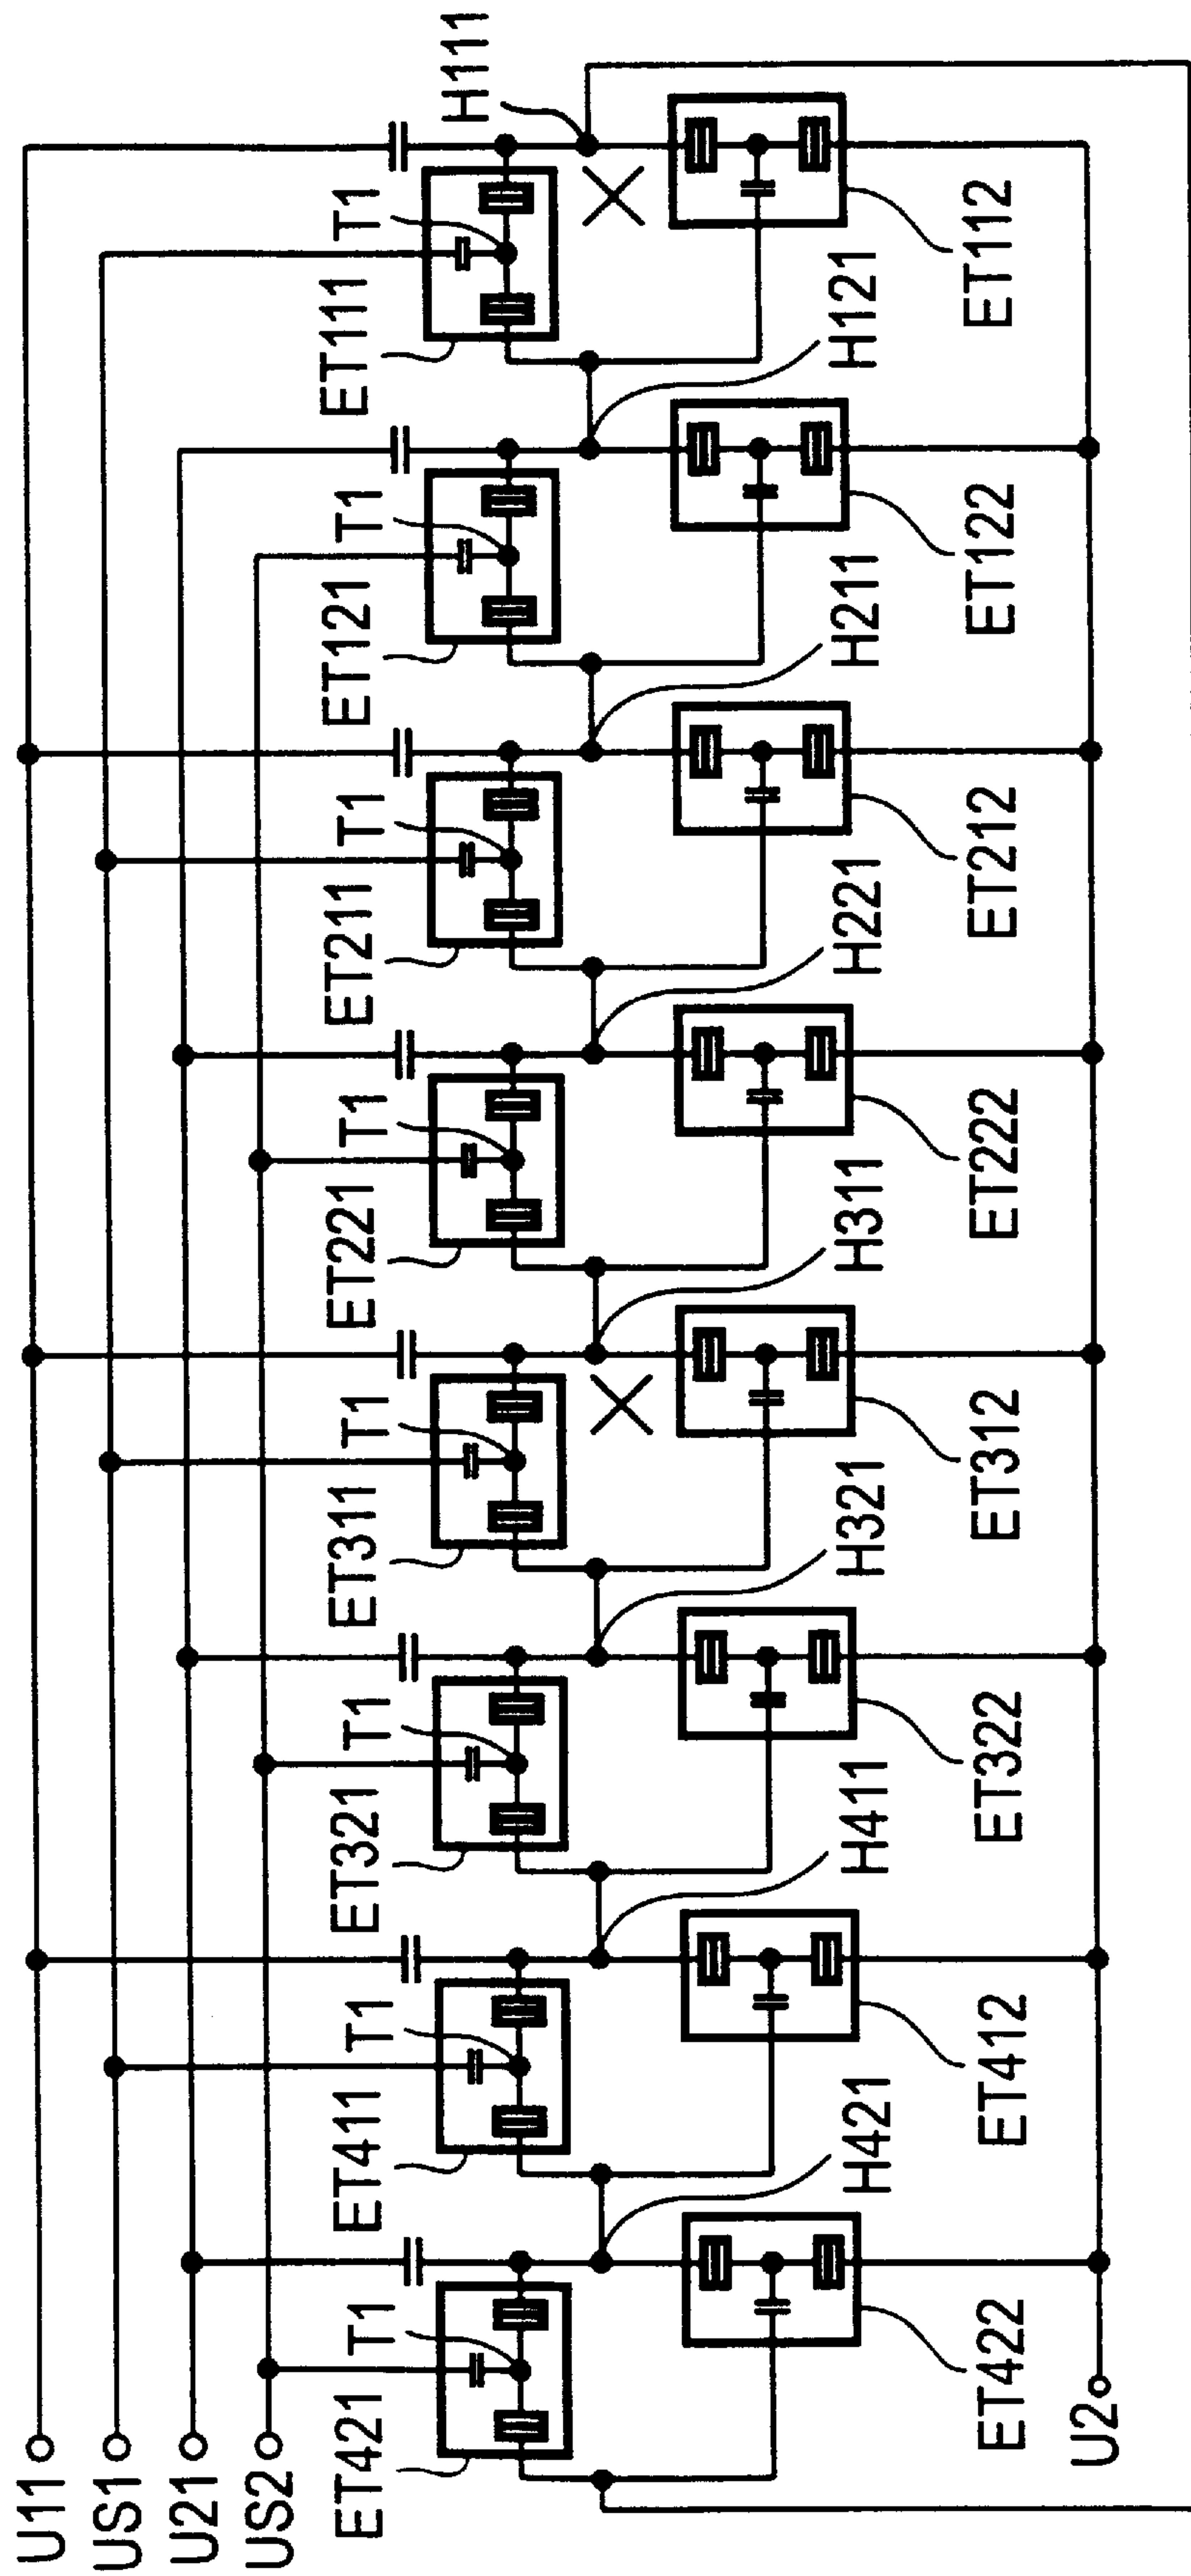 U11
US1
U21
US2
ET421
T1
ET411
T1
ET321
T1
ET311
T1
ET221
T1
ET211
T1
ET121
T1
ET111
T1
H111
H421
H411
H321
H311
H221
H211
H121
ET422
ET412
ET322
ET312
ET222
ET212
ET122
ET112
U2